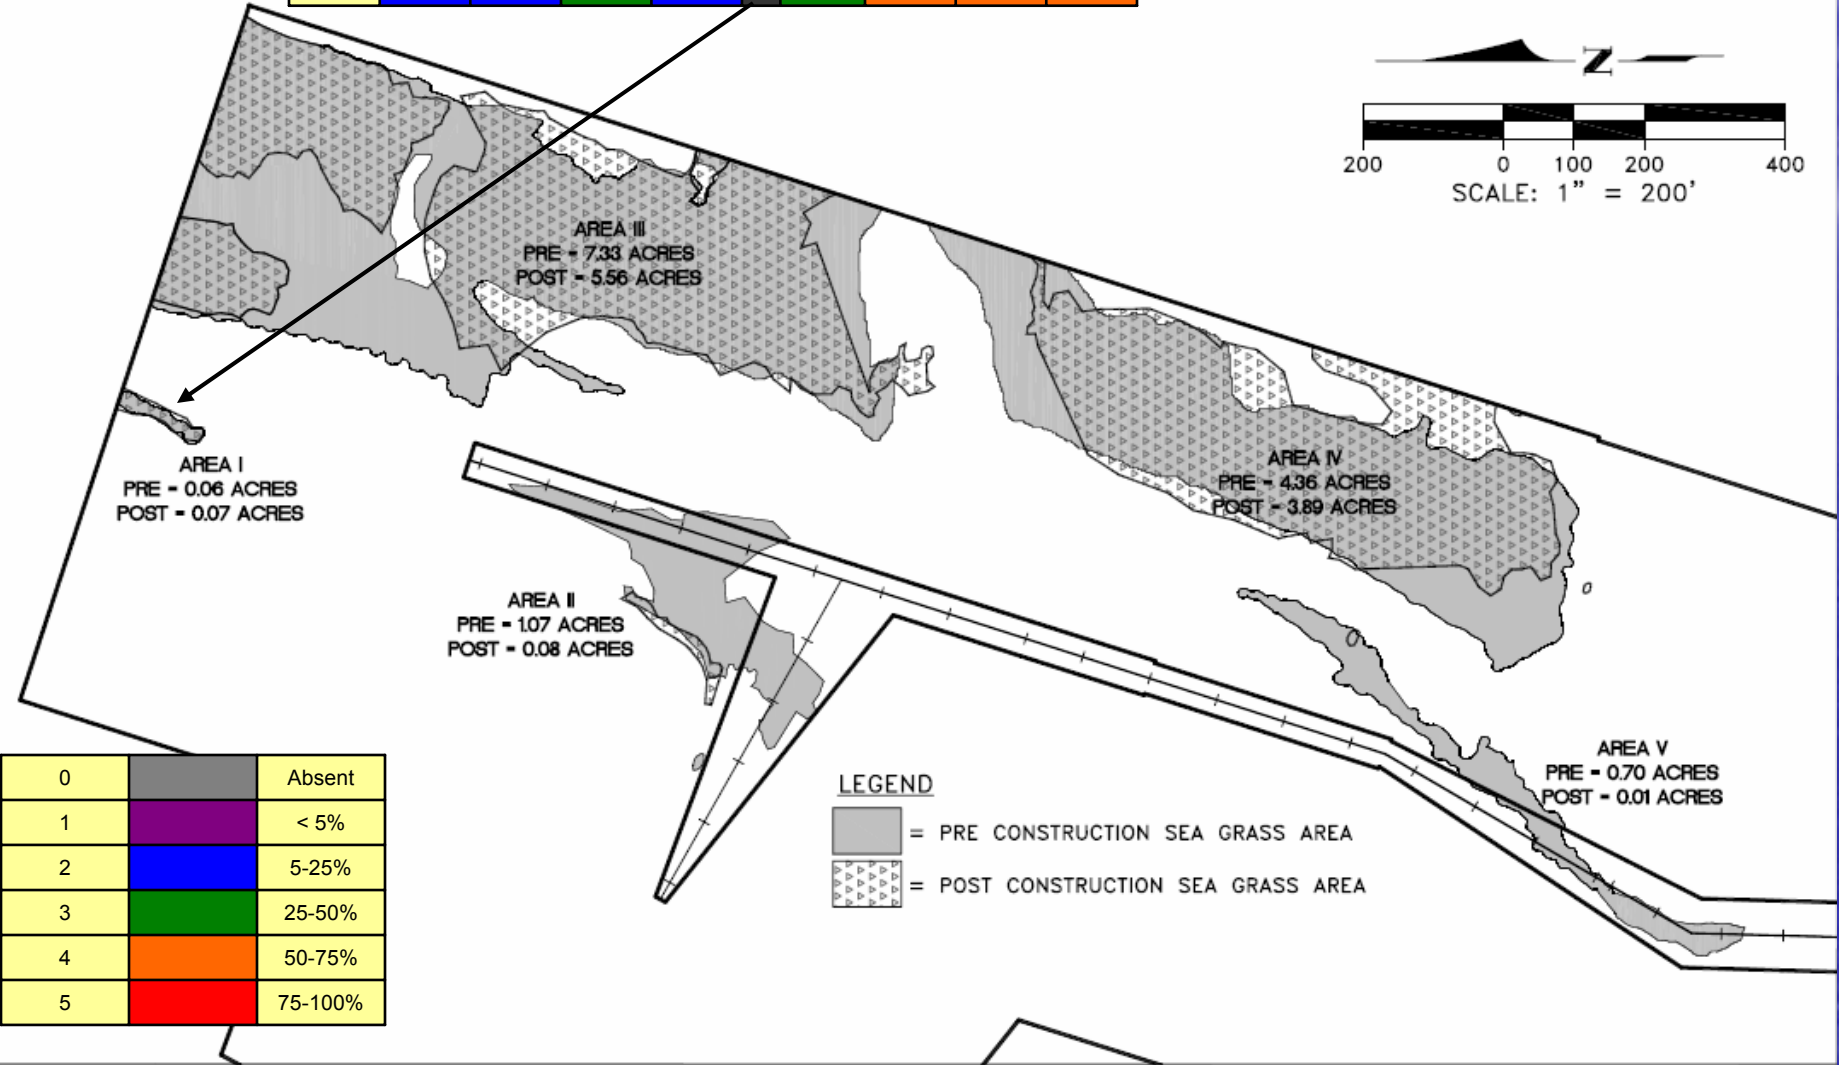 Z
200 0 100 200 400
SCALE: 1" = 200'
AREA III
PRE - 7.33 ACRES
POST - 5.56 ACRES
AREA I
PRE - 0.06 ACRES
POST - 0.07 ACRES
AREA IV
PRE - 4.36 ACRES
POST - 3.89 ACRES
AREA II
PRE - 1.07 ACRES
POST - 0.08 ACRES
AREA V
PRE - 0.70 ACRES
POST - 0.01 ACRES
LEGEND
= PRE CONSTRUCTION SEA GRASS AREA
= POST CONSTRUCTION SEA GRASS AREA
0 Absent
1 < 5%
2 5-25%
3 25-50%
4 50-75%
5 75-100%